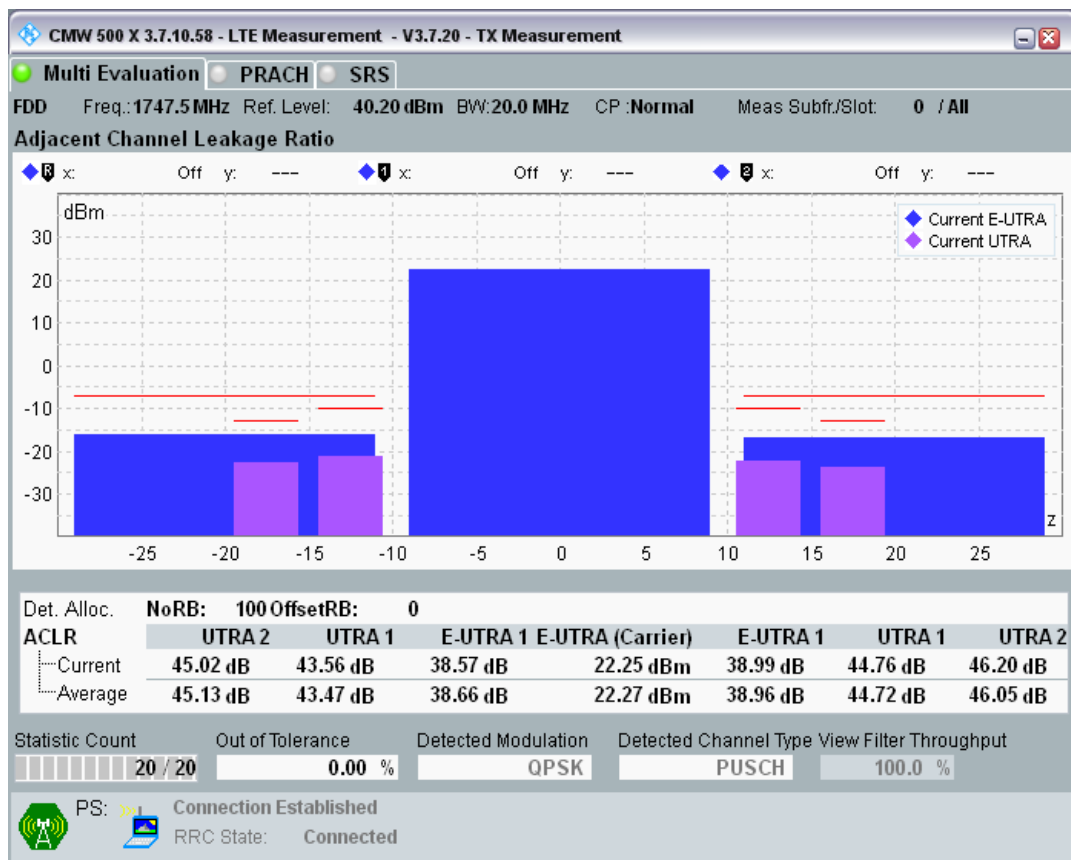 CMW 500 X 3.7.10.58 - LTE Measurement - V3.7.20 - TX Measurement
Multi Evaluation PRACH SRS
FDD Freq.:1747.5 MHz Ref. Level: 40.20 dBm BW:20.0 MHz CP :Normal Meas Subfr./Slot: 0 / All
Adjacent Channel Leakage Ratio
R x: Off y: --- 1 x: Off y: --- 2 x: Off y: ---
dBm
Current E-UTRA
Current UTRA
30
20
10
0
-10
-20
-30
z
-25 -20 -15 -10 -5 0 5 10 15 20 25
Det. Alloc. NoRB: 100 OffsetRB: 0
ACLR UTRA 2 UTRA 1 E-UTRA 1 E-UTRA (Carrier) E-UTRA 1 UTRA 1 UTRA 2
Current 45.02 dB 43.56 dB 38.57 dB 22.25 dBm 38.99 dB 44.76 dB 46.20 dB
Average 45.13 dB 43.47 dB 38.66 dB 22.27 dBm 38.96 dB 44.72 dB 46.05 dB
Statistic Count Out of Tolerance Detected Modulation Detected Channel Type View Filter Throughput
20 / 20 0.00 % QPSK PUSCH 100.0 %
PS: Connection Established
RRC State: Connected